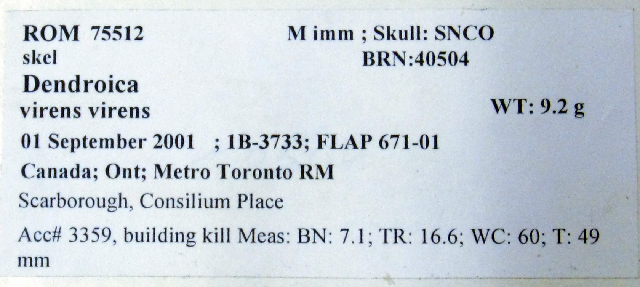 ROM 75512 M imm ; Skull: SNCO
skel BRN:40504
Dendroica
virens virens WT: 9.2 g
01 September 2001 ; 1B-3733; FLAP 671-01
Canada; Ont; Metro Toronto RM
Scarborough, Consilium Place
Acc# 3359, building kill Meas: BN: 7.1; TR: 16.6; WC: 60; T: 49
mm